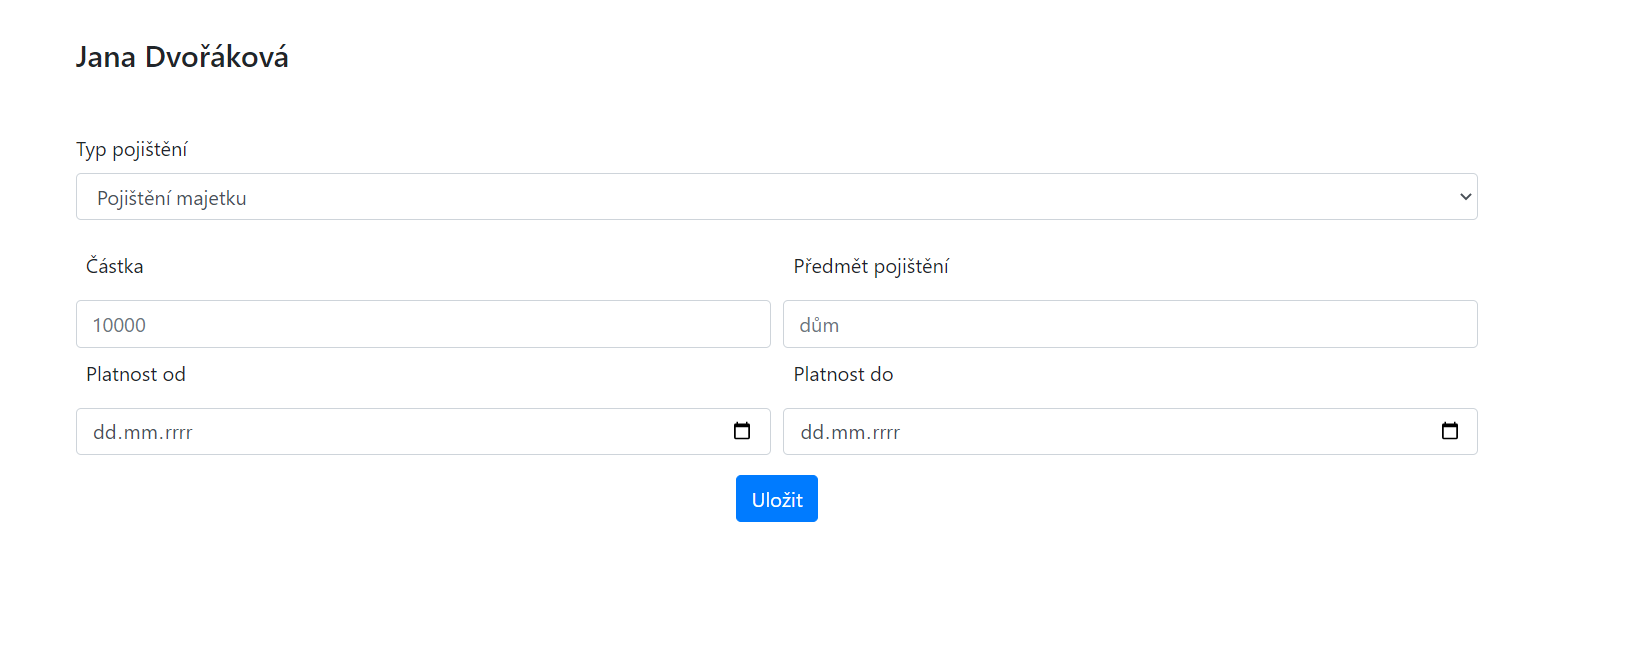 Jana Dvořáková
Typ pojištění
Pojištění majetku
Částka
Předmět pojištění
10000
dům
Platnost od
Platnost do
dd.mm.rrrr
dd.mm.rrrr
Uložit